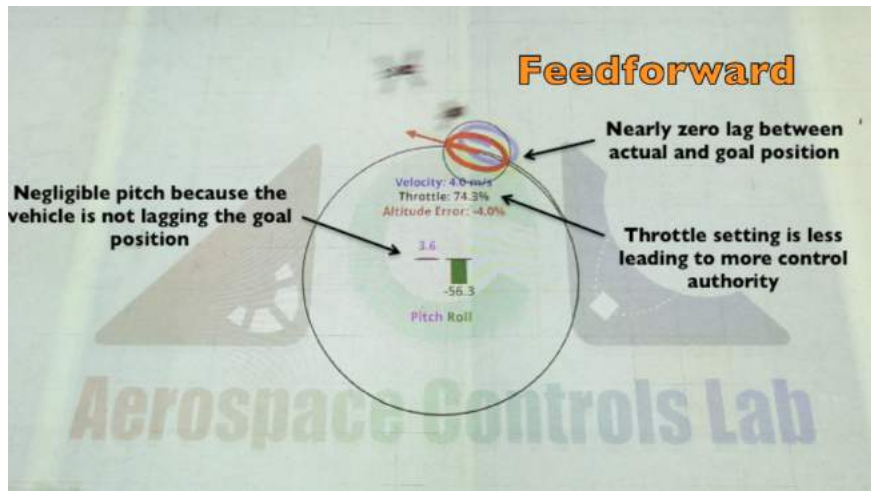 Feedforward
Nearly zero lag between
actual and goal position
Velocity: 4.0 m/s
Throttle: 74.3%
Altitude Error: -4.0%
Negligible pitch because the
vehicle is not lagging the goal
position
Throttle setting is less
leading to more control
authority
3.6
-56.3
Pitch Roll
ACL
Aerospace Controls Lab